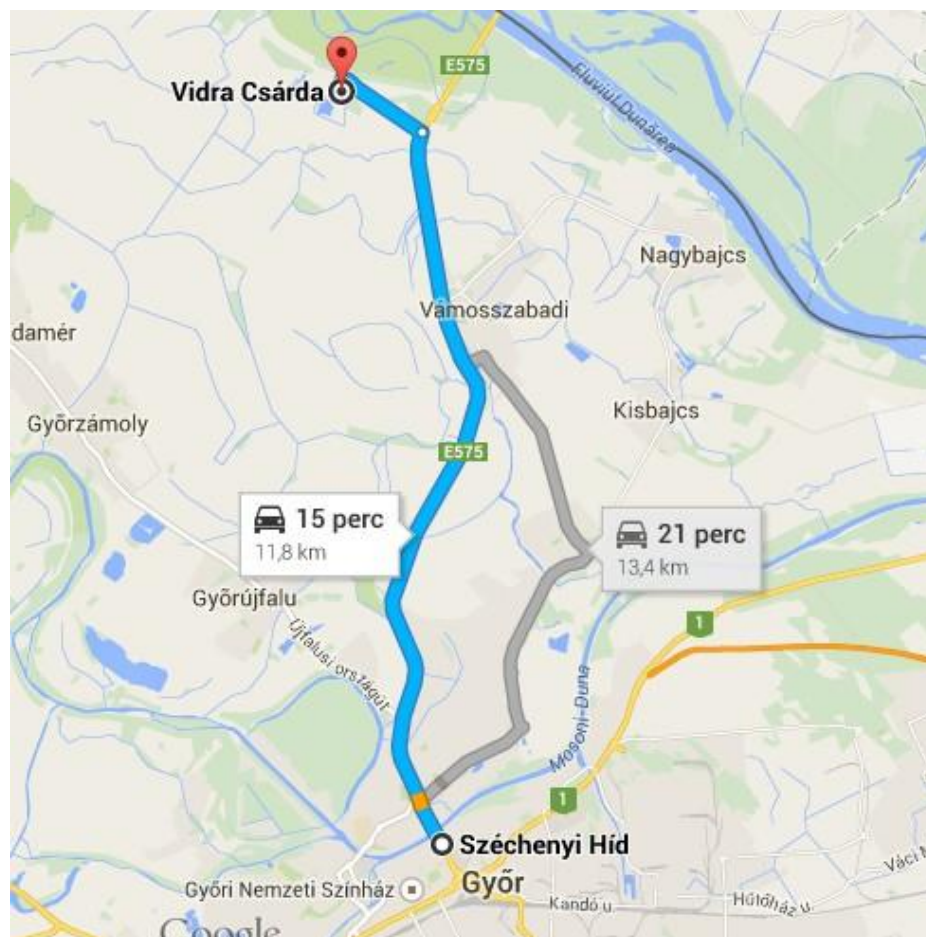 E575
Vidra Csárda
Fluviul Dunărea
Nagybajcs
Vámosszabadi
damér
Kisbajcs
Győrzámoly
E575
15 perc
11,8 km
21 perc
13,4 km
Győrújfalu
1
Újfalusi országút
Mosoni-Duna
1
Széchenyi Híd
Győri Nemzeti Színház
Győr
Kandó u.
Hűtőház u.
Váci
Google